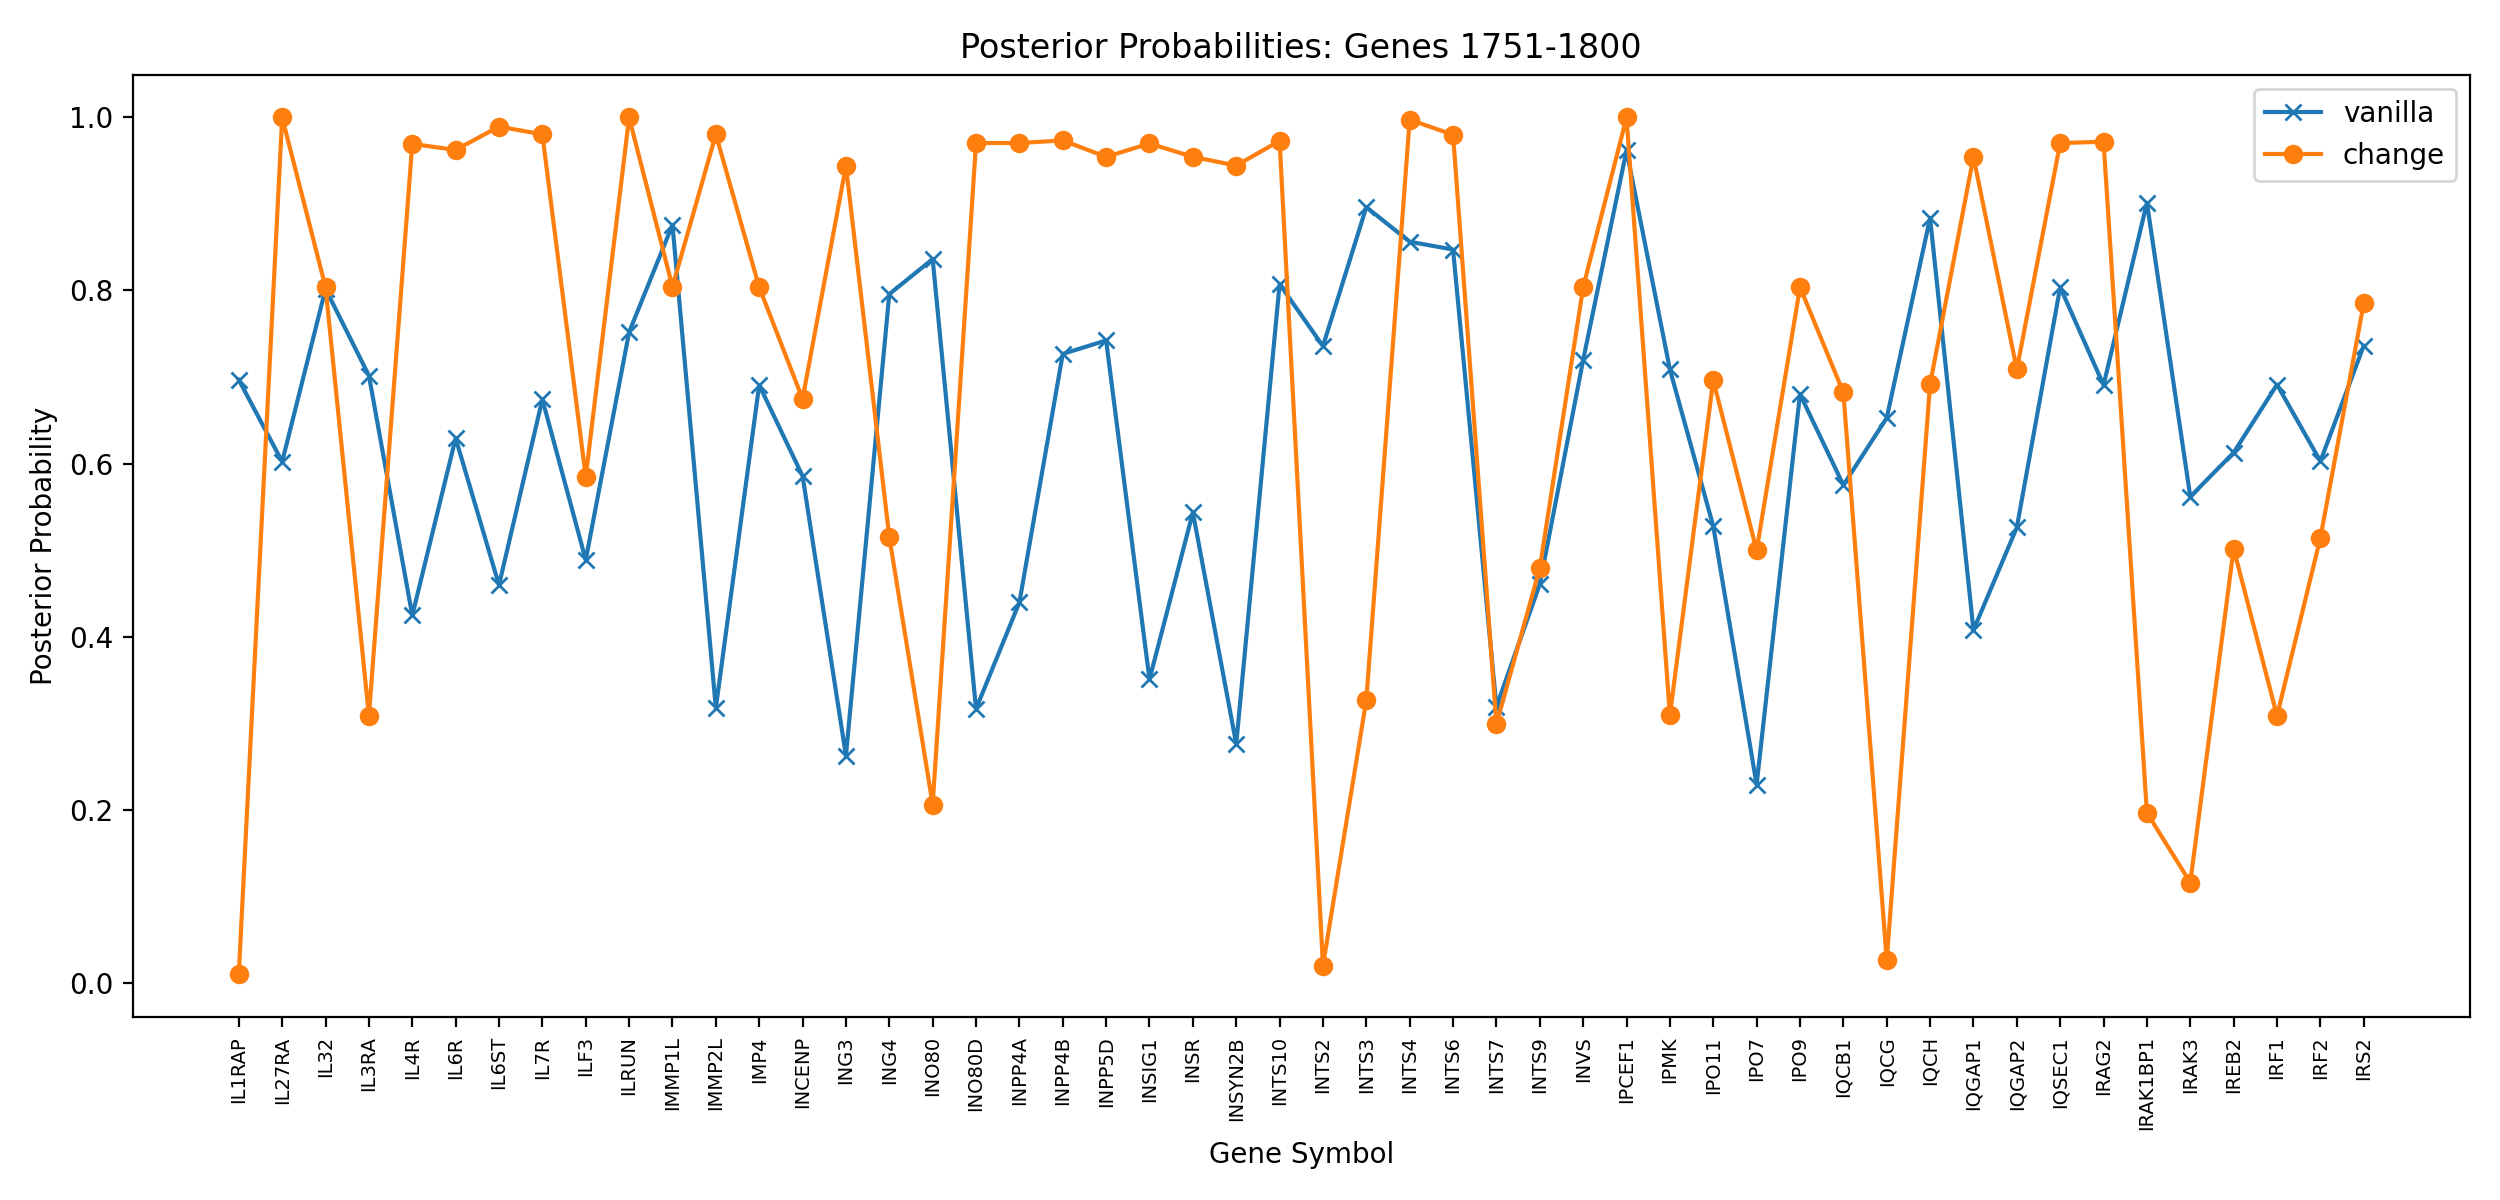 Posterior Probabilities: Genes 1751-1800
vanilla
change
Posterior Probability
1.0
0.8
0.6
0.4
0.2
0.0
IL1RAP
IL27RA
IL32
IL3RA
IL4R
IL6R
IL6ST
IL7R
ILF3
ILRUN
IMMP1L
IMMP2L
IMP4
INCENP
ING3
ING4
INO80
INO80D
INPP4A
INPP4B
INPP5D
INSIG1
INSR
INSYN2B
INTS10
INTS2
INTS3
INTS4
INTS6
INTS7
INTS9
INVS
IPCEF1
IPMK
IPO11
IPO7
IPO9
IQCB1
IQCG
IQCH
IQGAP1
IQGAP2
IQSEC1
IRAG2
IRAK1BP1
IRAK3
IREB2
IRF1
IRF2
IRS2
Gene Symbol